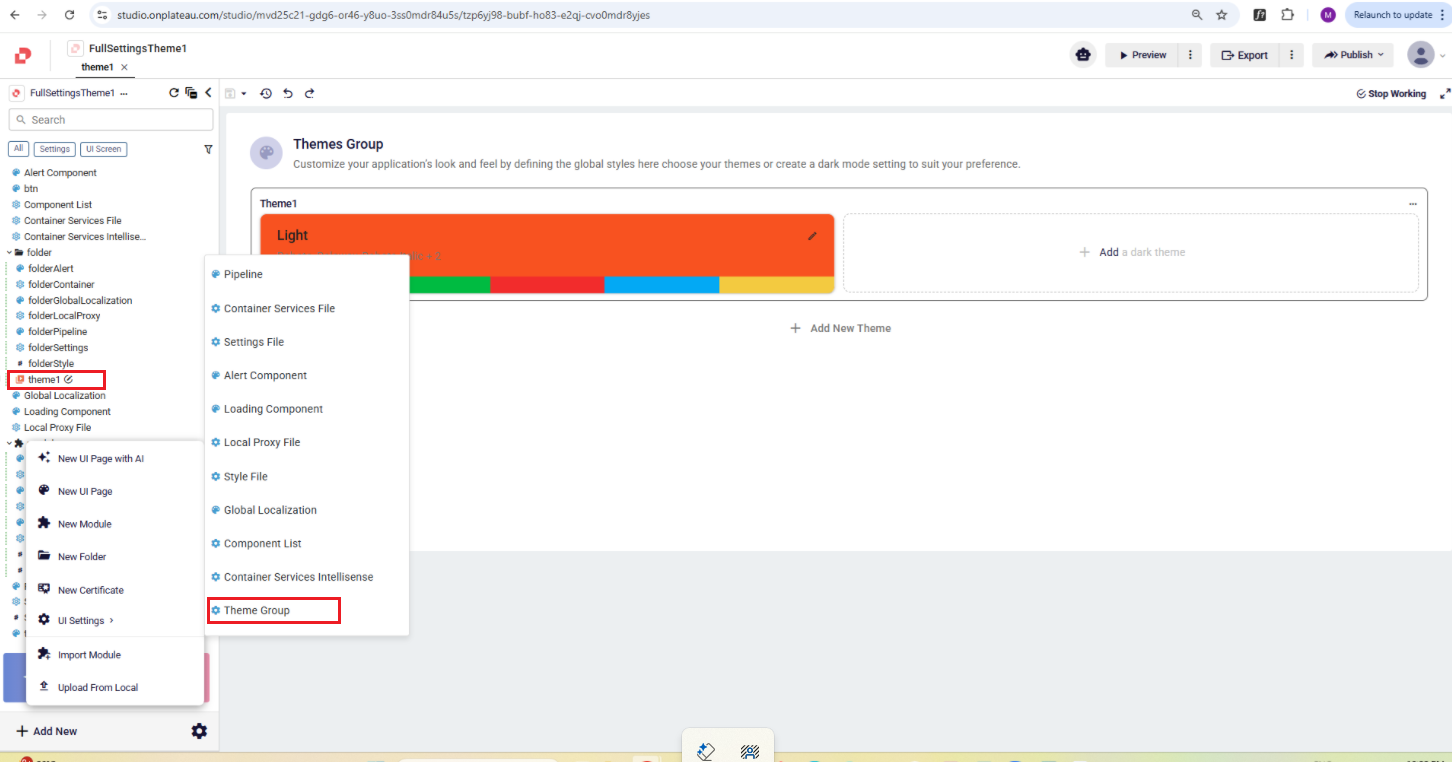 studio.onplateau.com/studio/mvd25c21-gdg6-or46-y8uo-3ss0mdr84u5s/tzp6yj98-bubf-ho83-e2qj-cvo0mdr8yjes
f?
M
Relaunch to update
FullSettingsTheme1
theme1
Preview
Export
Publish
FullSettingsTheme1 ...
Stop Working
Search
All
Settings
UI Screen
Themes Group
Customize your application's look and feel by defining the global styles here choose your themes or create a dark mode setting to suit your preference.
Alert Component
btn
Component List
Container Services File
Container Services Intellise...
folder
folderAlert
folderContainer
folderGlobalLocalization
folderLocalProxy
folderPipeline
folderSettings
folderStyle
theme1
Global Localization
Loading Component
Local Proxy File
Theme1
...
Light
+ Add a dark theme
+ Add New Theme
Pipeline
Container Services File
Settings File
Alert Component
Loading Component
Local Proxy File
Style File
Global Localization
Component List
Container Services Intellisense
Theme Group
New UI Page with AI
New UI Page
New Module
New Folder
New Certificate
UI Settings >
Import Module
Upload From Local
+ Add New